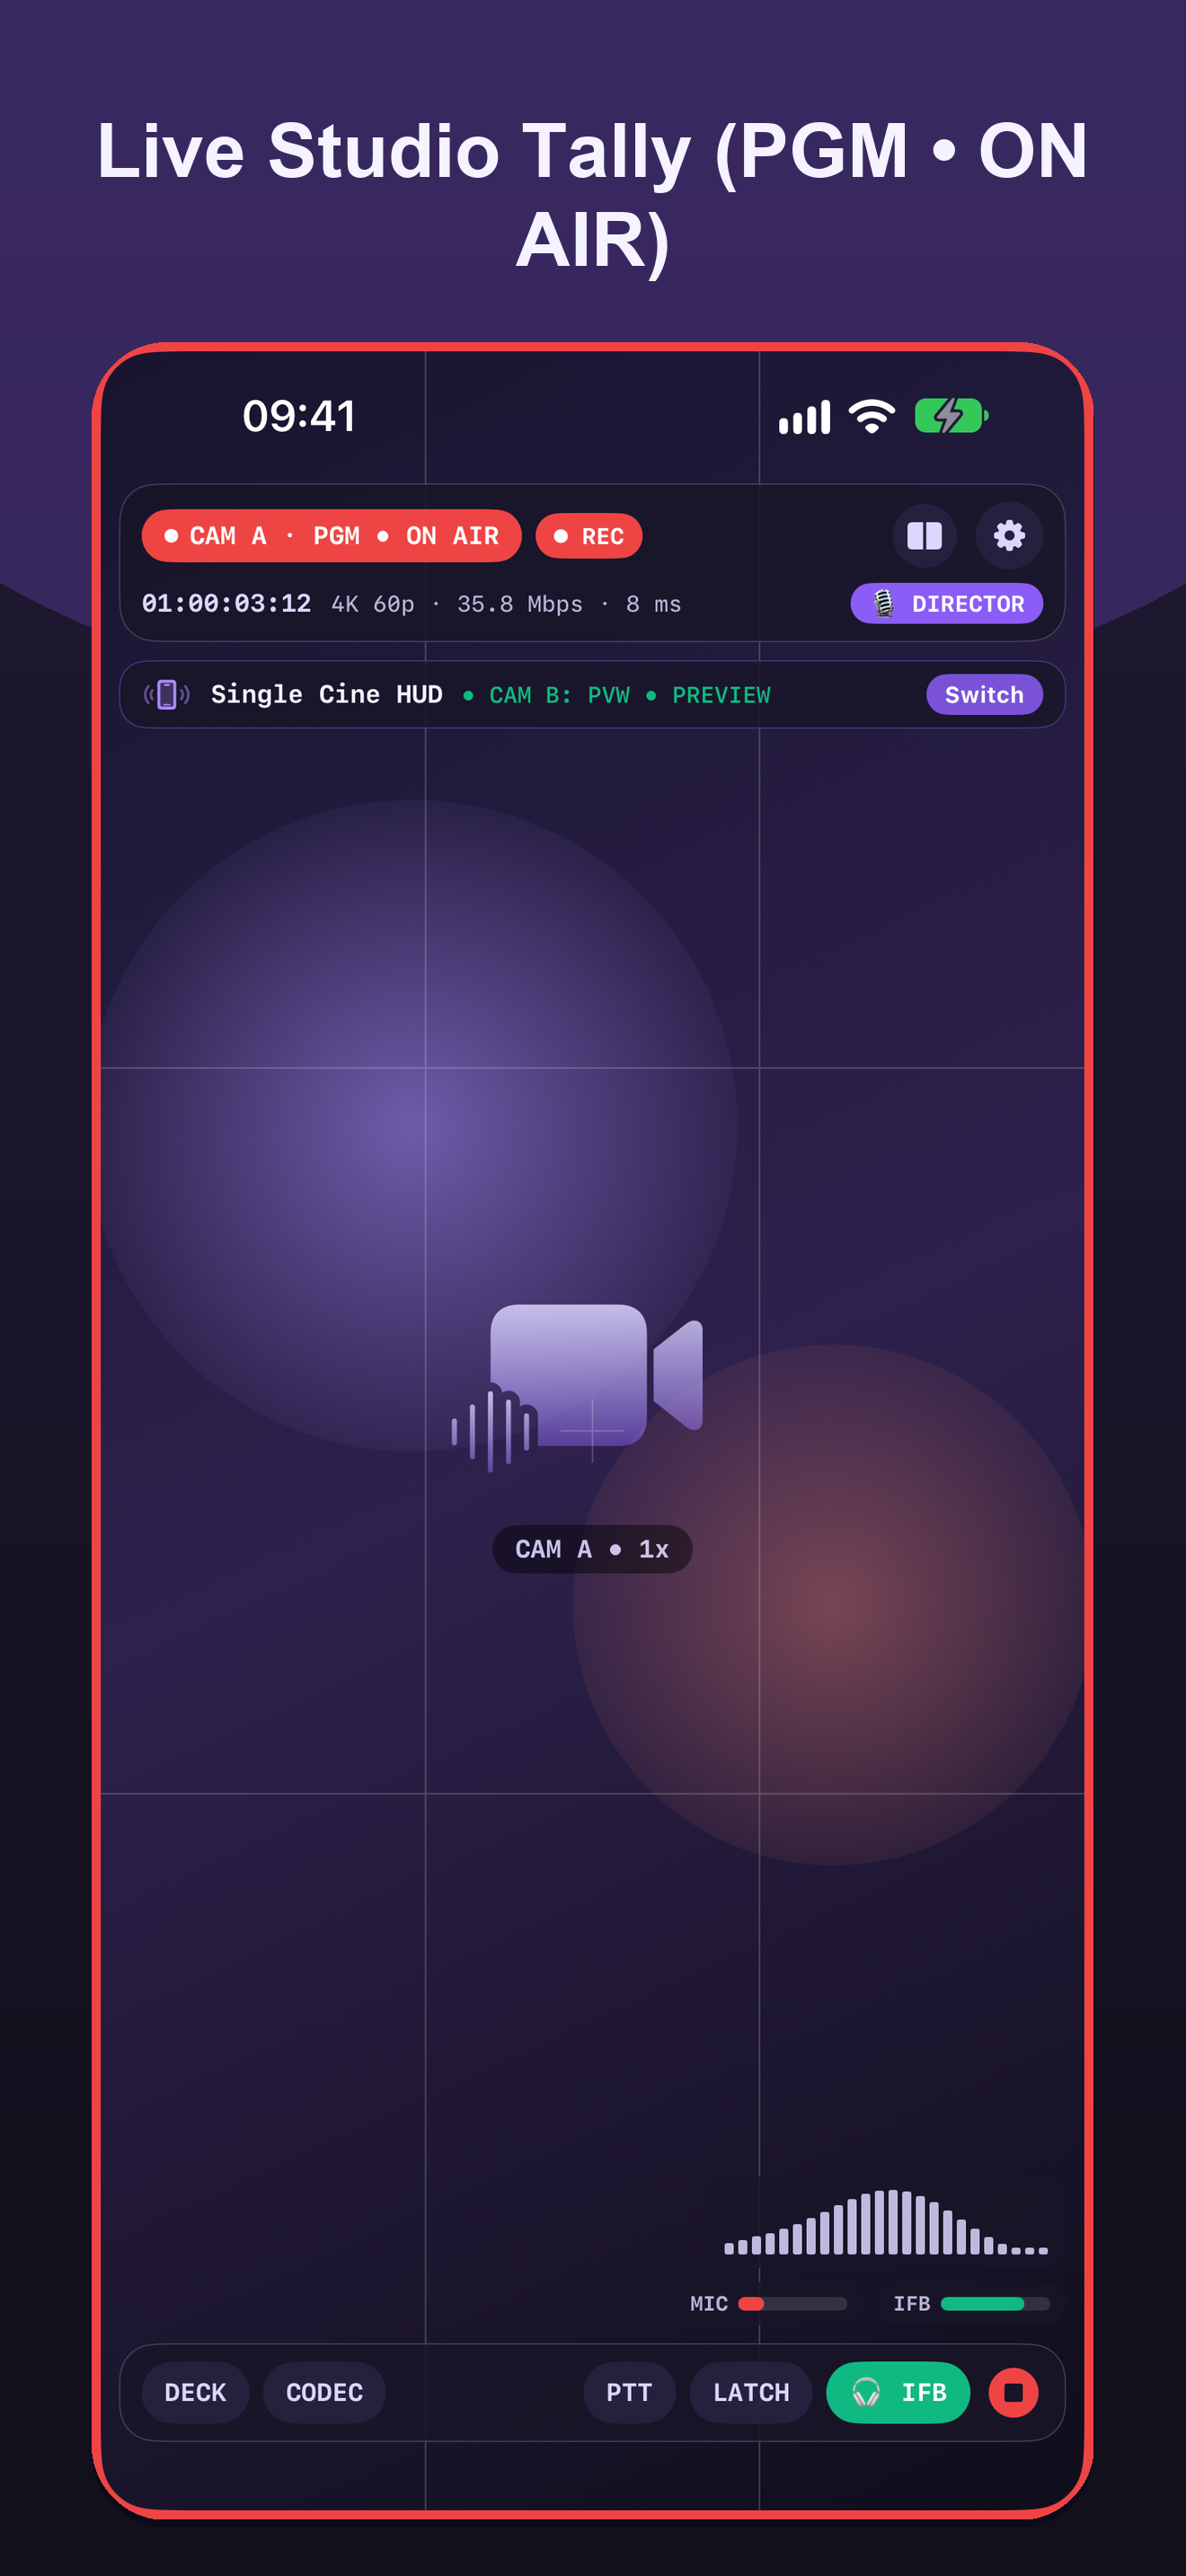 Live Studio Tally (PGM • ON
AIR)
09:41
● CAM A · PGM ● ON AIR ● REC
01:00:03:12 4K 60p · 35.8 Mbps · 8 ms 🎙️ DIRECTOR
Single Cine HUD ● CAM B: PVW ● PREVIEW Switch
CAM A ● 1x
MIC IFB
DECK CODEC PTT LATCH 🎧 IFB